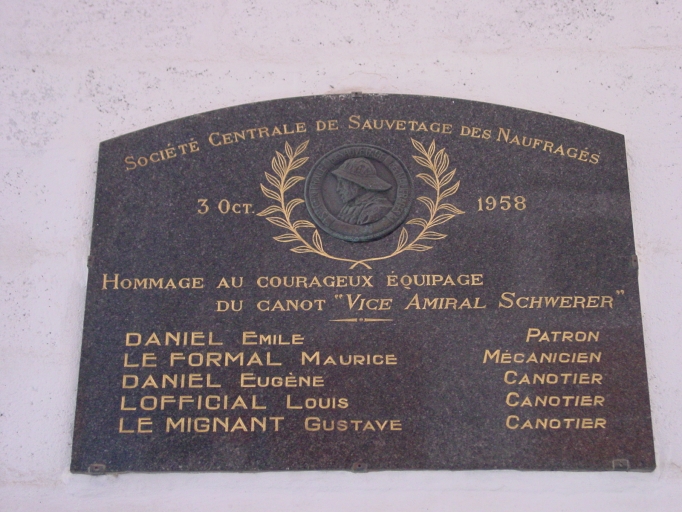 SOCIÉTÉ CENTRALE DE SAUVETAGE DES NAUFRAGÉS
3 OCT. 1958
HOMMAGE AU COURAGEUX ÉQUIPAGE
DU CANOT "VICE AMIRAL SCHWERER"
DANIEL EMILE PATRON
LE FORMAL MAURICE MÉCANICIEN
DANIEL EUGÈNE CANOTIER
LOFFICIAL LOUIS CANOTIER
LE MIGNANT GUSTAVE CANOTIER